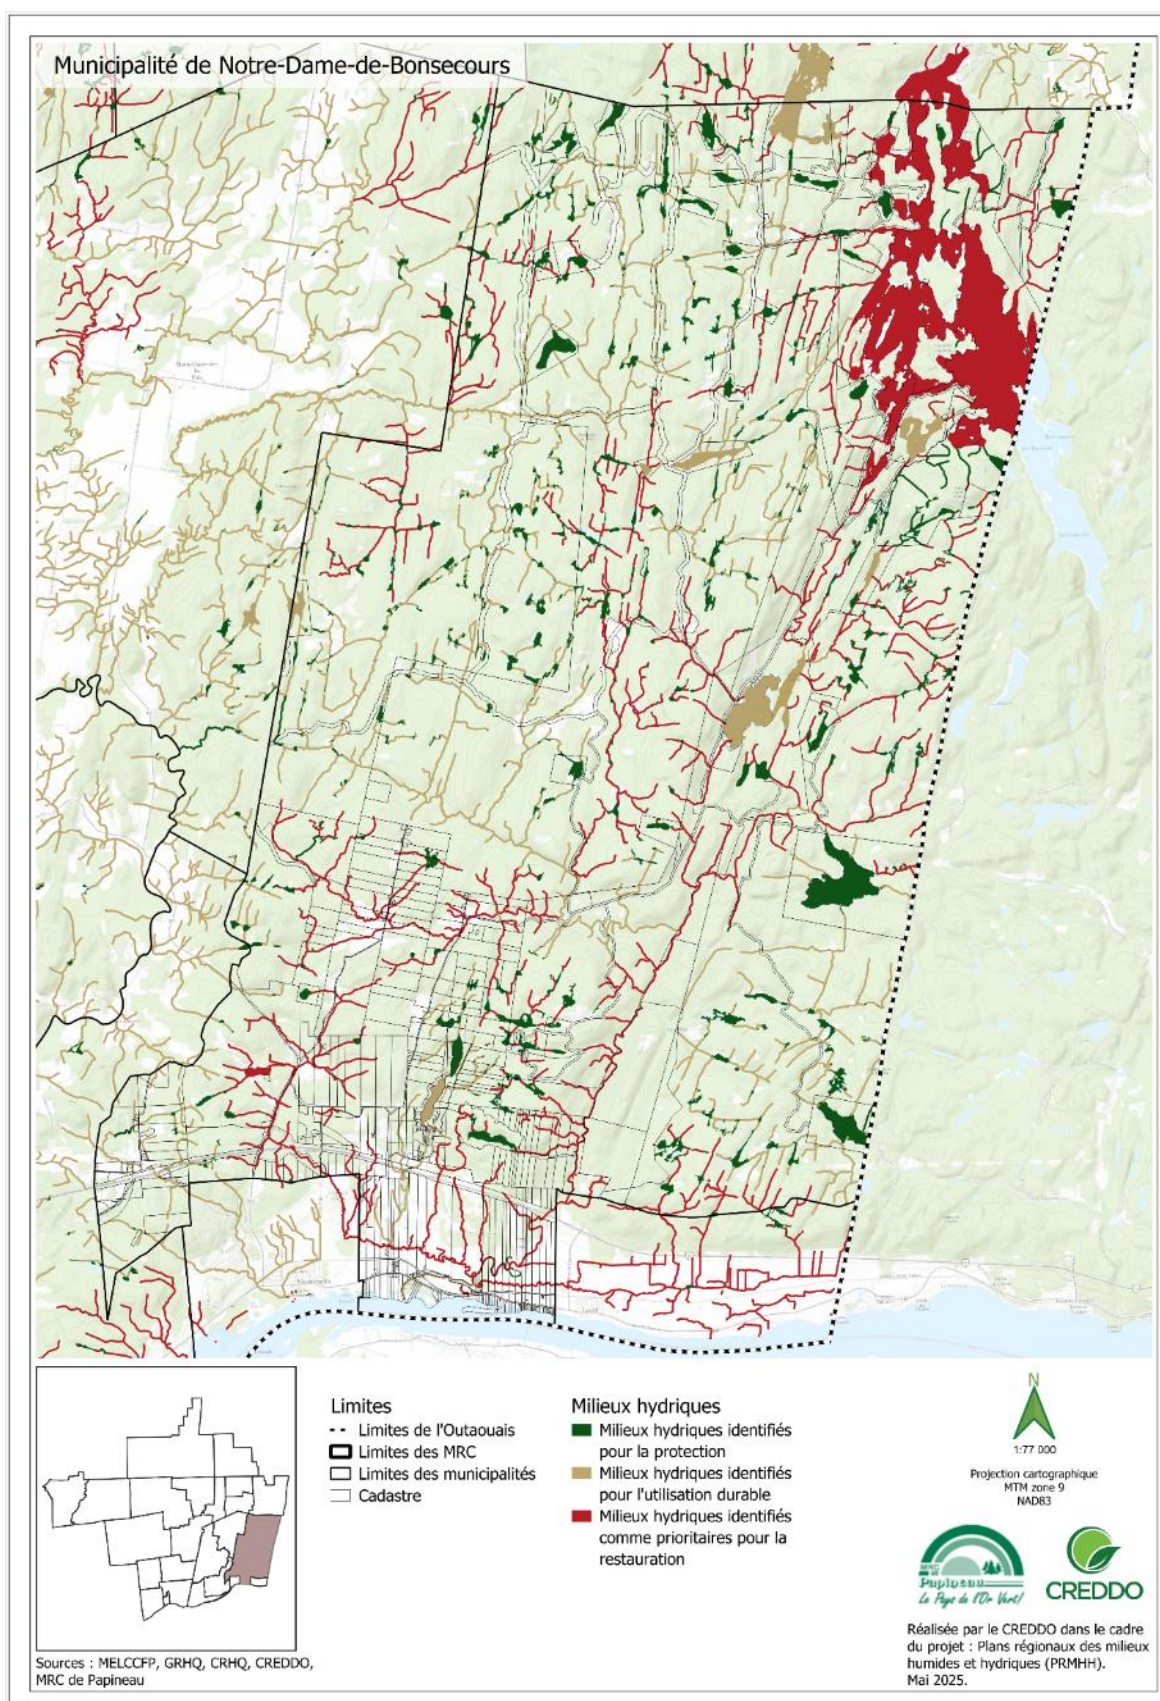 Municipalité de Notre-Dame-de-Bonsecours
Limites
Limites de l'Outaouais
Limites des MRC
Limites des municipalités
Cadastre
Milieux hydriques
Milieux hydriques identifiés
pour la protection
Milieux hydriques identifiés
pour l'utilisation durable
Milieux hydriques identifiés
comme prioritaires pour la
restauration
N
1:77 000
Projection cartographique
MTM zone 9
NAD83
MRC de
Papineau
Le Pays de l'Or Vert!
CREDDO
Réalisée par le CREDDO dans le cadre
du projet : Plans régionaux des milieux
humides et hydriques (PRMHH).
Mai 2025.
Sources : MELCCFP, GRHQ, CRHQ, CREDDO,
MRC de Papineau